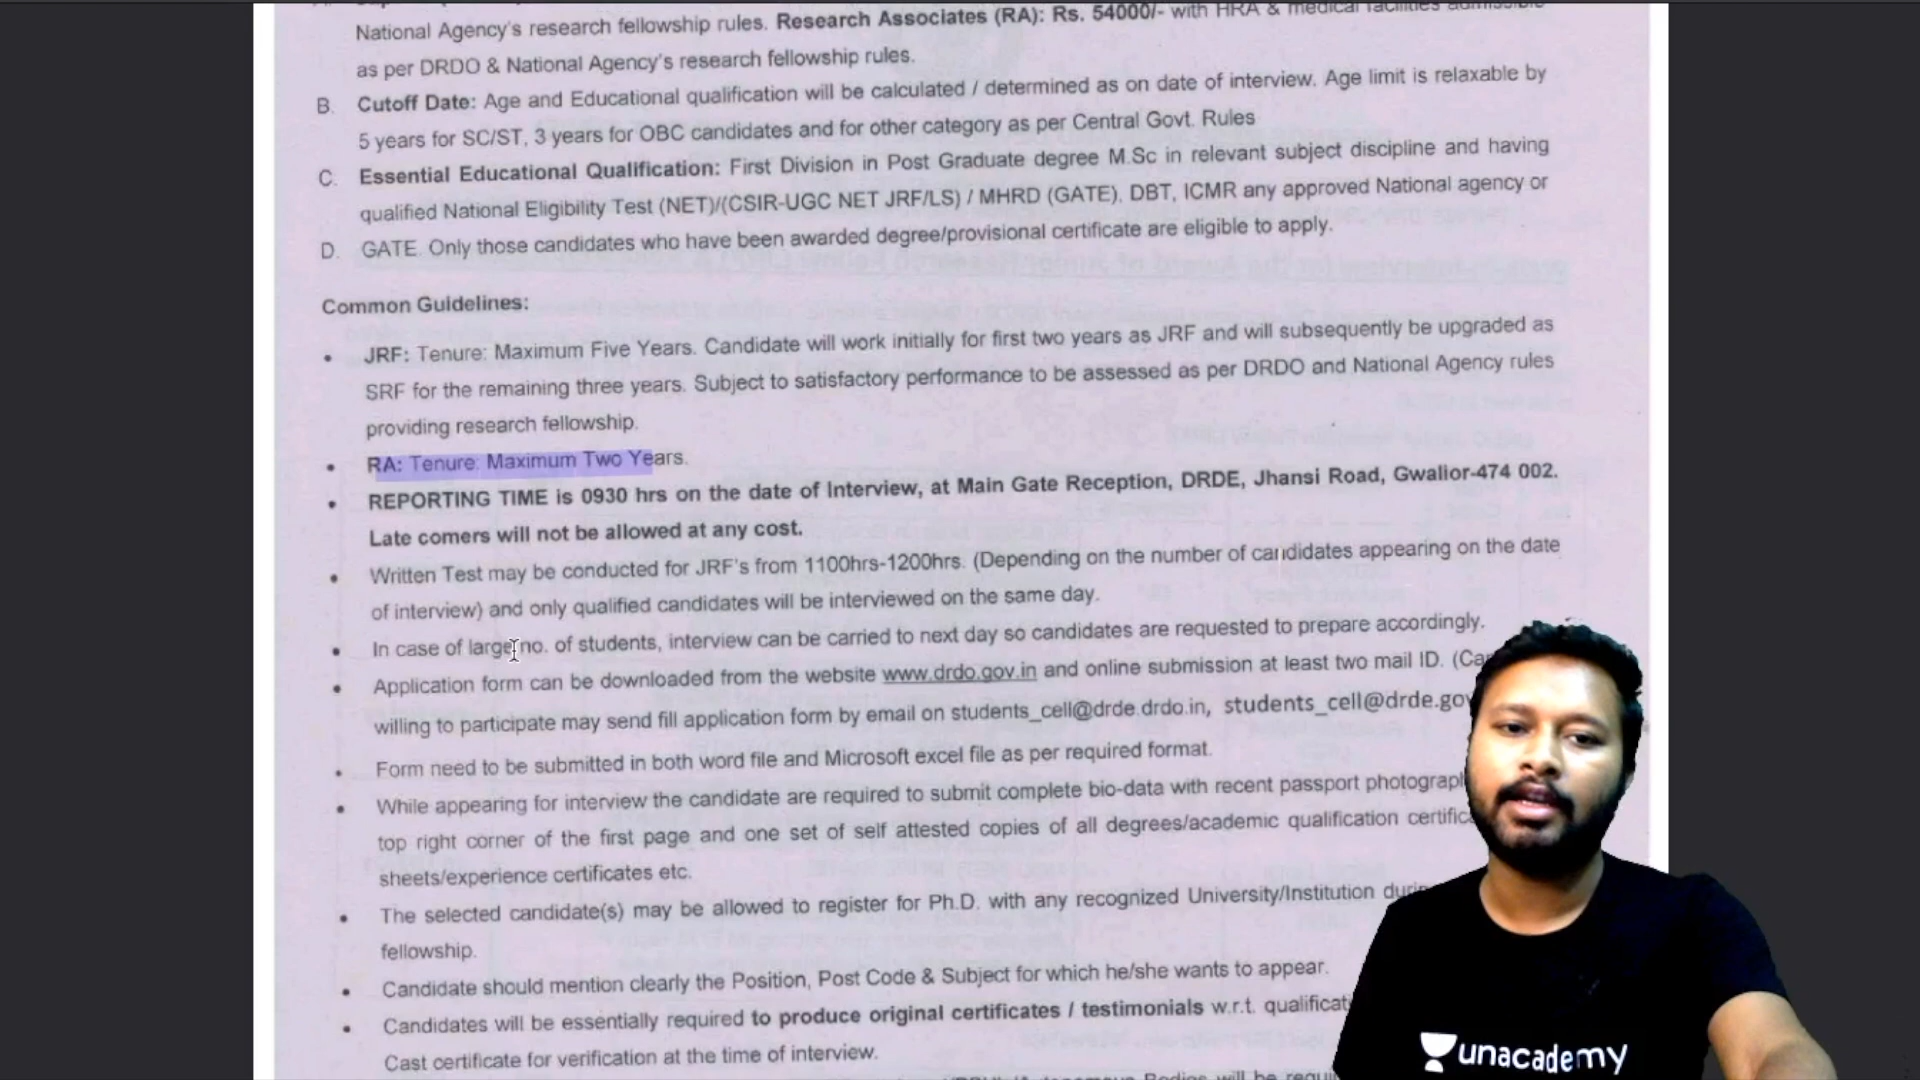 National Agency's research fellowship rules. Research Associates (RA): Rs. 54000/- with HRA & medical facilities admissible
as per DRDO & National Agency's research fellowship rules.
B. Cutoff Date: Age and Educational qualification will be calculated / determined as on date of interview. Age limit is relaxable by
5 years for SC/ST, 3 years for OBC candidates and for other category as per Central Govt. Rules
C. Essential Educational Qualification: First Division in Post Graduate degree M.Sc in relevant subject discipline and having
qualified National Eligibility Test (NET)/(CSIR-UGC NET JRF/LS) / MHRD (GATE), DBT, ICMR any approved National agency or
D. GATE. Only those candidates who have been awarded degree/provisional certificate are eligible to apply.
Common Guidelines:
• JRF: Tenure: Maximum Five Years. Candidate will work initially for first two years as JRF and will subsequently be upgraded as
SRF for the remaining three years. Subject to satisfactory performance to be assessed as per DRDO and National Agency rules
providing research fellowship.
• RA: Tenure: Maximum Two Years.
• REPORTING TIME is 0930 hrs on the date of Interview, at Main Gate Reception, DRDE, Jhansi Road, Gwalior-474 002.
Late comers will not be allowed at any cost.
• Written Test may be conducted for JRF's from 1100hrs-1200hrs. (Depending on the number of candidates appearing on the date
of interview) and only qualified candidates will be interviewed on the same day.
• In case of large no. of students, interview can be carried to next day so candidates are requested to prepare accordingly.
• Application form can be downloaded from the website www.drdo.gov.in and online submission at least two mail ID. (Ca
willing to participate may send fill application form by email on students_cell@drde.drdo.in, students_cell@drde.gov
• Form need to be submitted in both word file and Microsoft excel file as per required format.
• While appearing for interview the candidate are required to submit complete bio-data with recent passport photograp
top right corner of the first page and one set of self attested copies of all degrees/academic qualification certific
sheets/experience certificates etc.
• The selected candidate(s) may be allowed to register for Ph.D. with any recognized University/Institution duri
fellowship.
• Candidate should mention clearly the Position, Post Code & Subject for which he/she wants to appear.
• Candidates will be essentially required to produce original certificates / testimonials w.r.t. qualificat
Cast certificate for verification at the time of interview.
unacademy